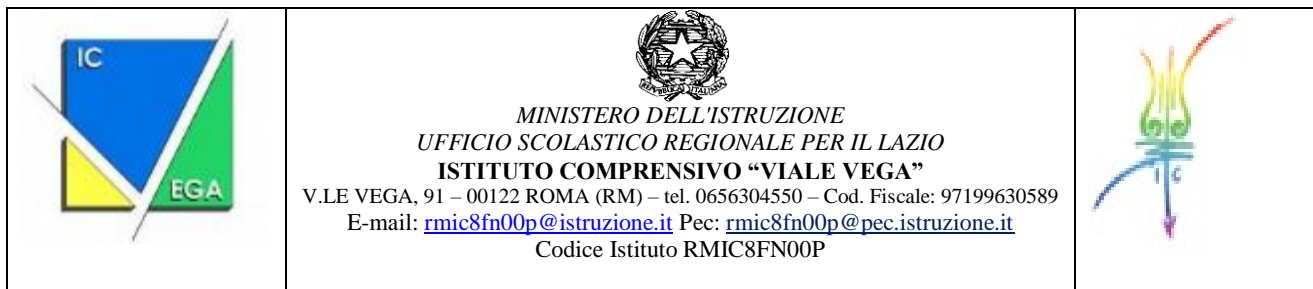 IC
EGA
REPVBBLICA ITALIANA
MINISTERO DELL'ISTRUZIONE
UFFICIO SCOLASTICO REGIONALE PER IL LAZIO
ISTITUTO COMPRENSIVO “VIALE VEGA”
V.LE VEGA, 91 – 00122 ROMA (RM) – tel. 0656304550 – Cod. Fiscale: 97199630589
E-mail: rmic8fn00p@istruzione.it Pec: rmic8fn00p@pec.istruzione.it
Codice Istituto RMIC8FN00P
I C